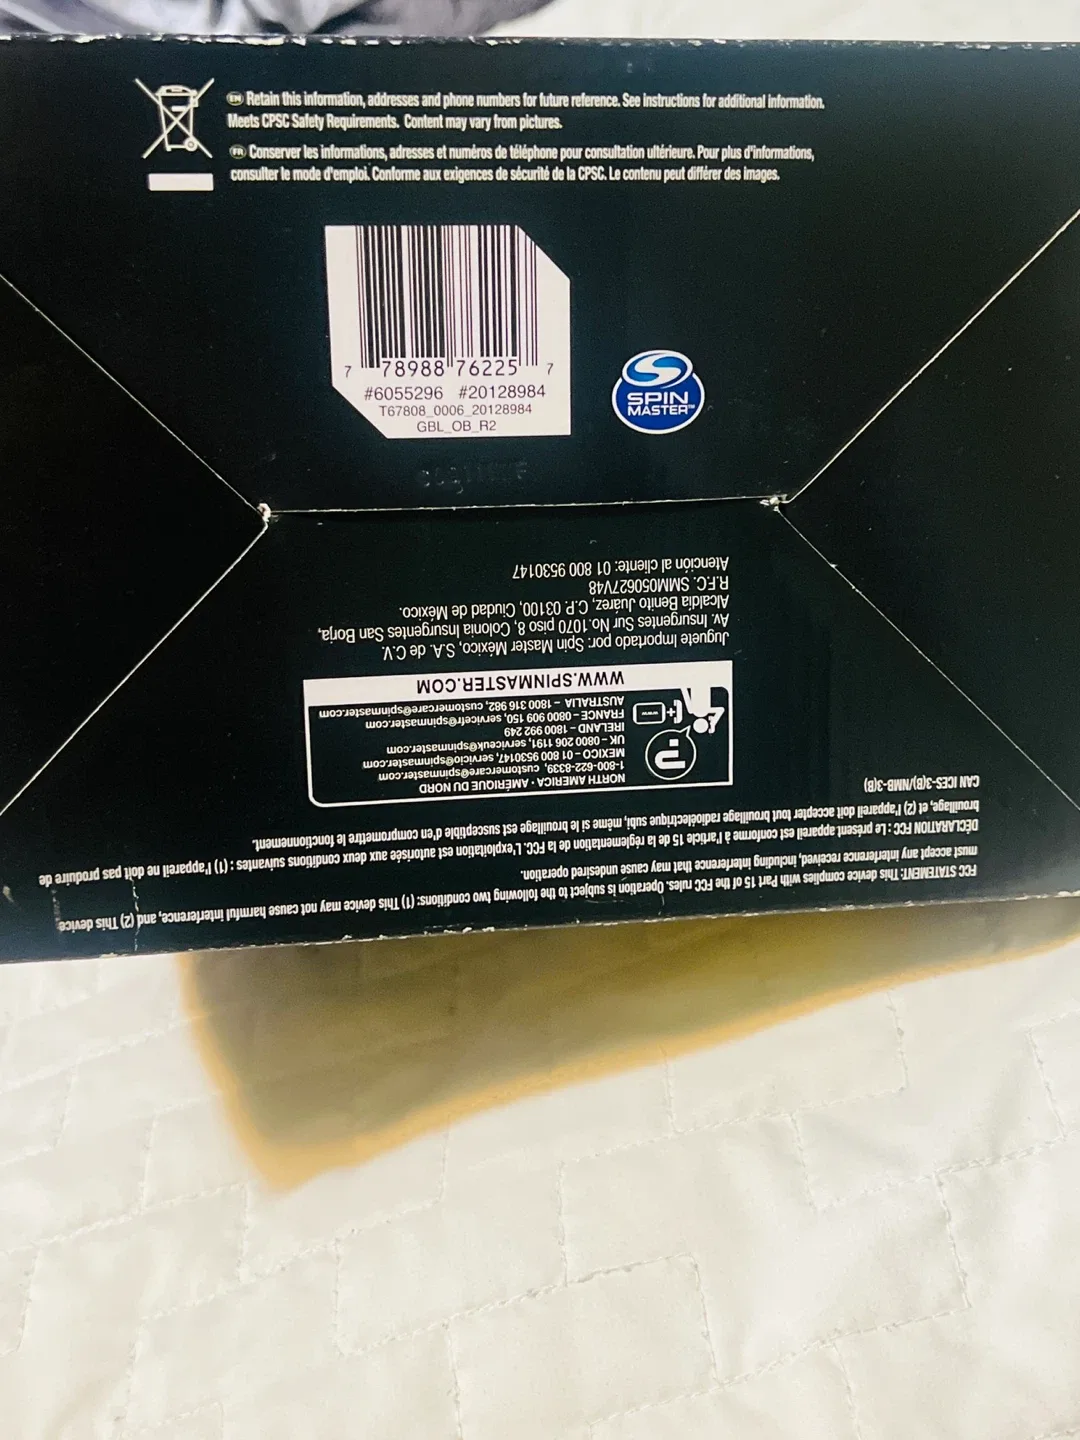 EN Retain this information, addresses and phone numbers for future reference. See instructions for additional information.
Meets CPSC Safety Requirements. Content may vary from pictures.
FR Conserver les informations, adresses et numéros de téléphone pour consultation ultérieure. Pour plus d'informations,
consulter le mode d'emploi. Conforme aux exigences de sécurité de la CPSC. Le contenu peut différer des images.
7 78988 76225 7
#6055296 #20128984
T67808_0006_20128984
GBL_OB_R2
SPIN
MASTER™
FCC STATEMENT: This device complies with Part 15 of the FCC rules. Operation is subject to the following two conditions: (1) This device may not cause harmful interference, and (2) This device
must accept any interference received, including interference that may cause undesired operation.
DÉCLARATION FCC : Le présent appareil est conforme à l'article 15 de la réglementation de la FCC. L'exploitation est autorisée aux deux conditions suivantes : (1) l'appareil ne doit pas produire de
brouillage, et (2) l'appareil doit accepter tout brouillage radioélectrique subi, même si le brouillage est susceptible d'en compromettre le fonctionnement.
CAN ICES-3(B)/NMB-3(B)
NORTH AMERICA • AMÉRIQUE DU NORD
1-800-622-8339, customercare@spinmaster.com
MEXICO – 01 800 9530147, servicio@spinmaster.com
UK – 0800 206 1191, serviceuk@spinmaster.com
IRELAND – 1800 992 249
FRANCE – 0800 909 150, servicefr@spinmaster.com
AUSTRALIA – 1800 316 982, customercare@spinmaster.com
WWW.SPINMASTER.COM
Juguete Importado por: Spin Master México, S.A. de C.V.
Av. Insurgentes Sur No. 1070 piso 8, Colonia Insurgentes San Borja,
Alcaldía Benito Juárez, C.P. 03100, Ciudad de México.
R.F.C. SMM050627V48
Atención al cliente: 01 800 9530147